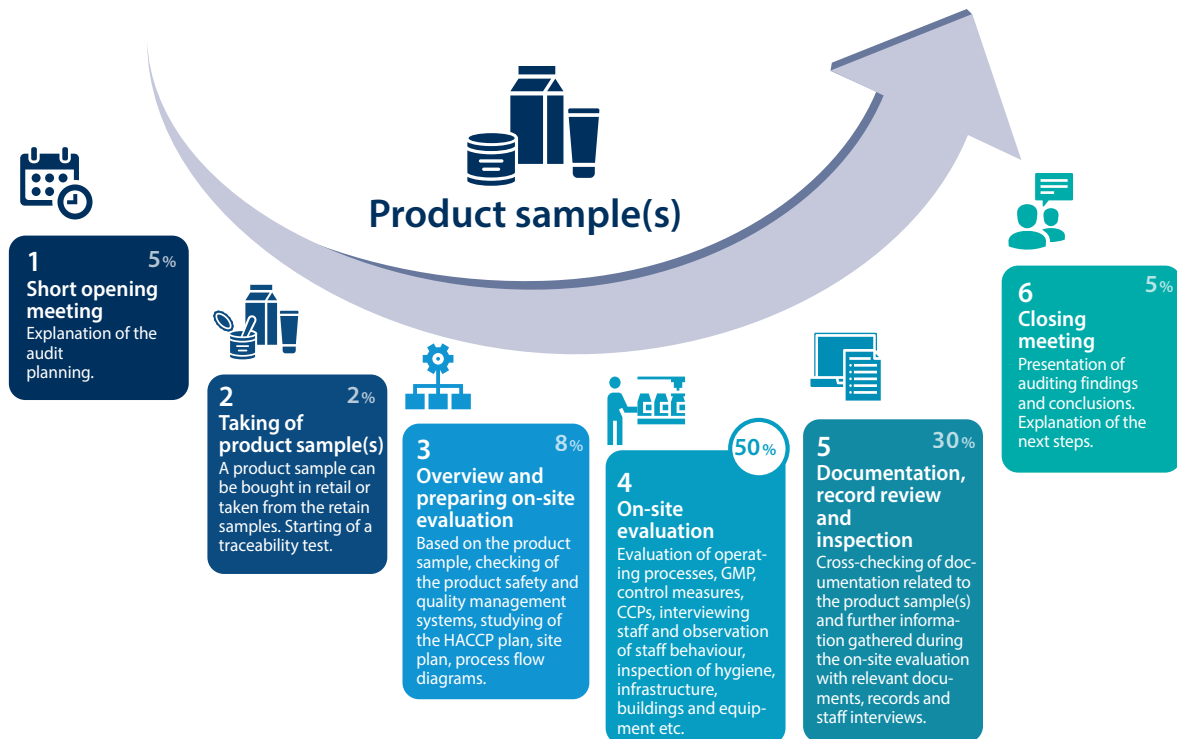 Product sample(s)
1
5%
Short opening
meeting
Explanation of the
audit
planning.
2
2%
Taking of
product sample(s)
A product sample can
be bought in retail or
taken from the retain
samples. Starting of a
traceability test.
3
8%
Overview and
preparing on-site
evaluation
Based on the product
sample, checking of
the product safety and
quality management
systems, studying of
the HACCP plan, site
plan, process flow
diagrams.
50%
4
On-site
evaluation
Evaluation of operat-
ing processes, GMP,
control measures,
CCPs, interviewing
staff and observation
of staff behaviour,
inspection of hygiene,
infrastructure,
buildings and equip-
ment etc.
5
30%
Documentation,
record review
and
inspection
Cross-checking of doc-
umentation related to
the product sample(s)
and further informa-
tion gathered during
the on-site evaluation
with relevant docu-
ments, records and
staff interviews.
6
5%
Closing
meeting
Presentation of
auditing findings
and conclusions.
Explanation of the
next steps.